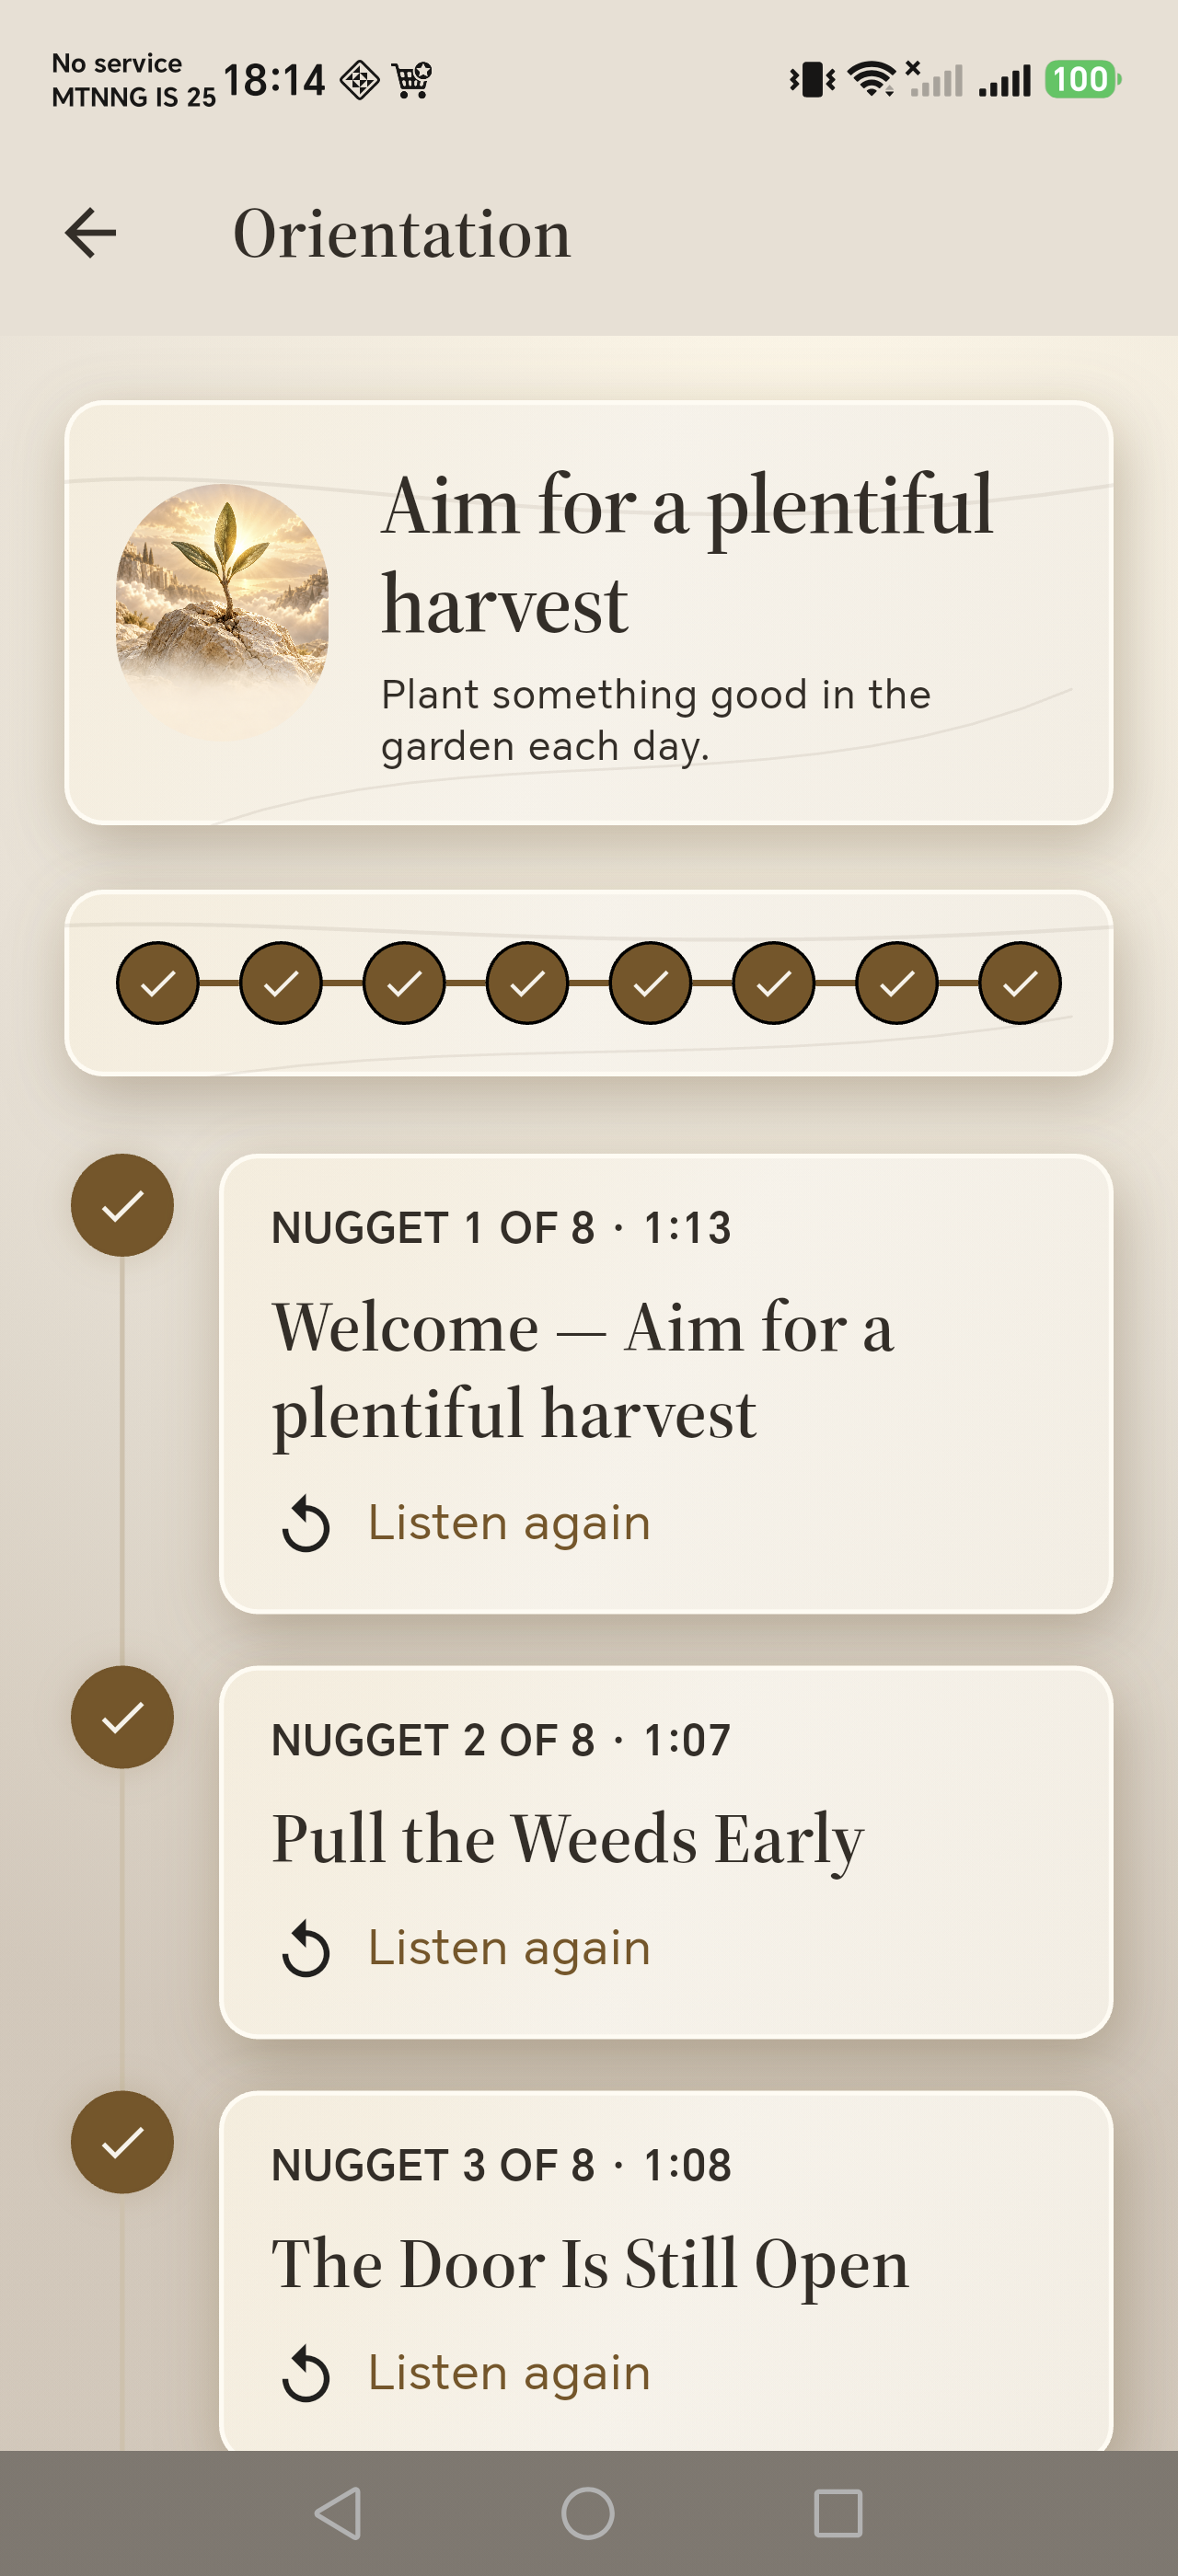 No service
MTNNG IS 25
18:14
100
Orientation
Aim for a plentiful
harvest
Plant something good in the
garden each day.
NUGGET 1 OF 8 · 1:13
Welcome — Aim for a
plentiful harvest
Listen again
NUGGET 2 OF 8 · 1:07
Pull the Weeds Early
Listen again
NUGGET 3 OF 8 · 1:08
The Door Is Still Open
Listen again